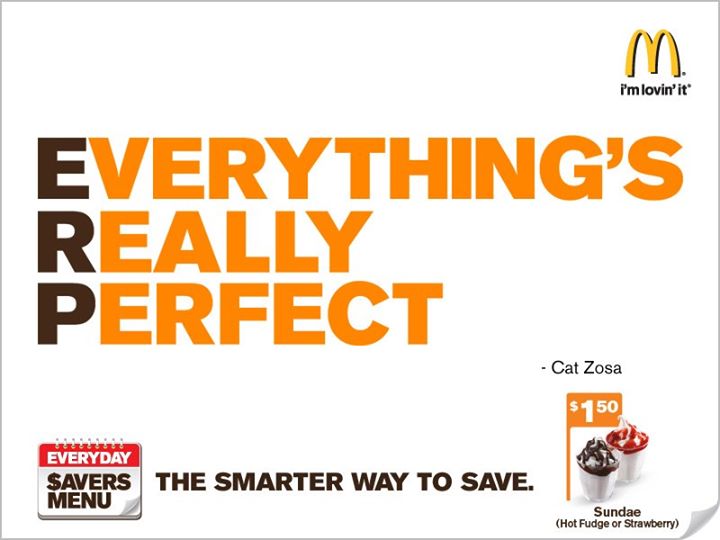 i'm lovin' it®
EVERYTHING'S
REALLY
PERFECT
- Cat Zosa
$1 50
EVERYDAY
$AVERS
MENU
THE SMARTER WAY TO SAVE.
Sundae
(Hot Fudge or Strawberry)